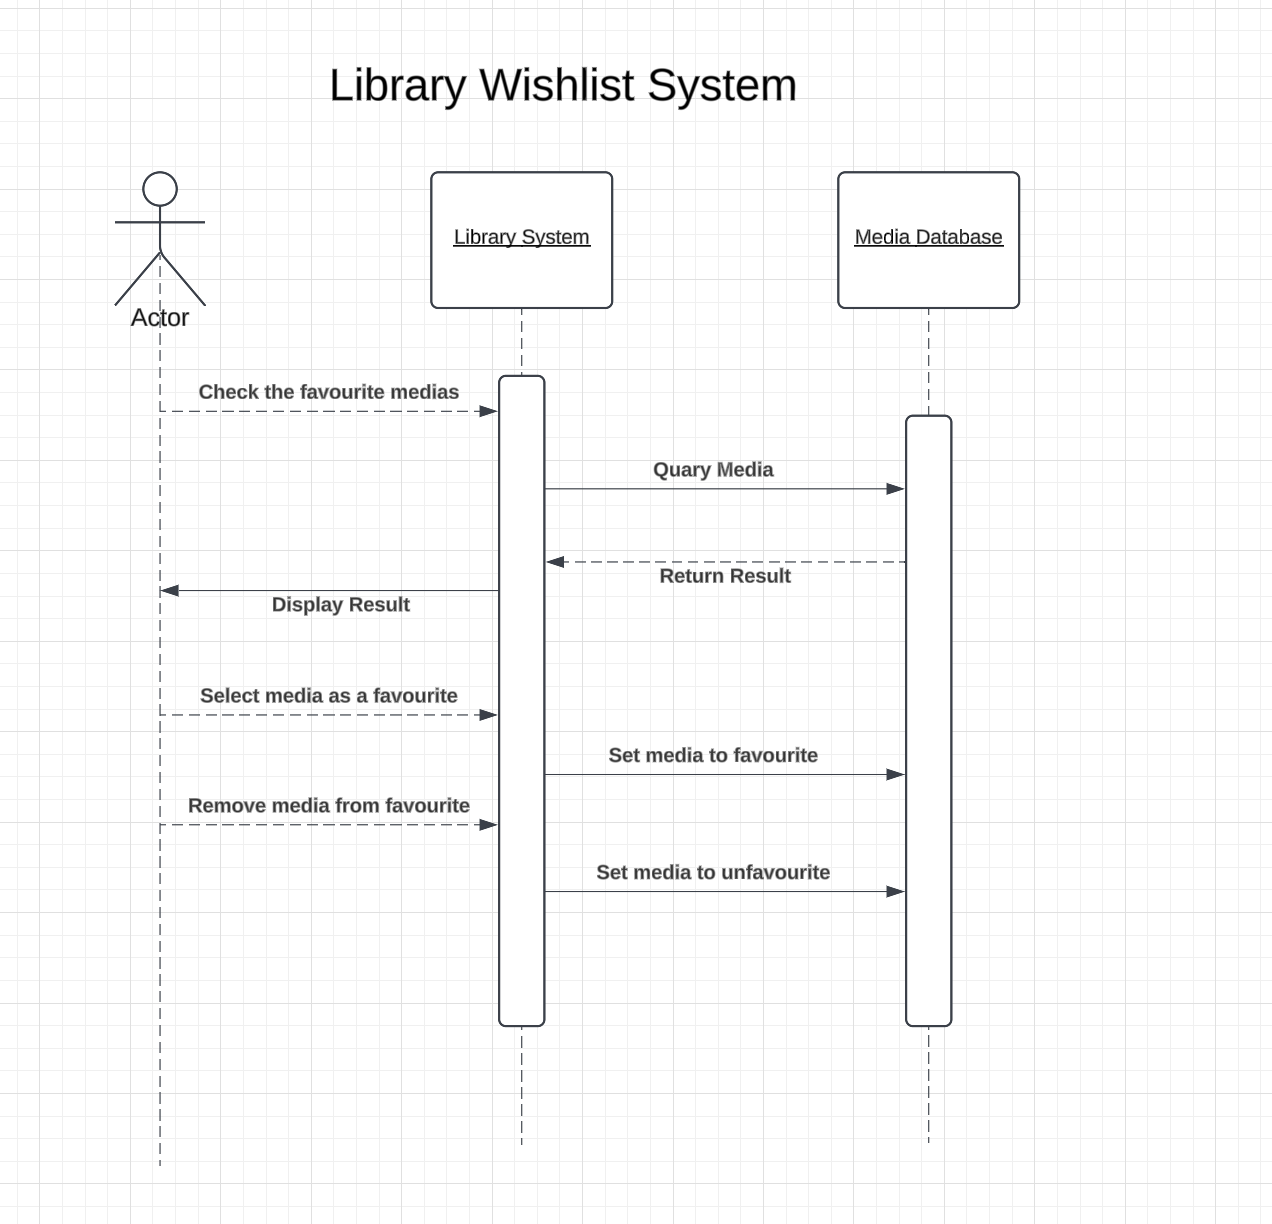 Library Wishlist System
Library System
Media Database
Actor
Check the favourite medias
Quary Media
Return Result
Display Result
Select media as a favourite
Set media to favourite
Remove media from favourite
Set media to unfavourite